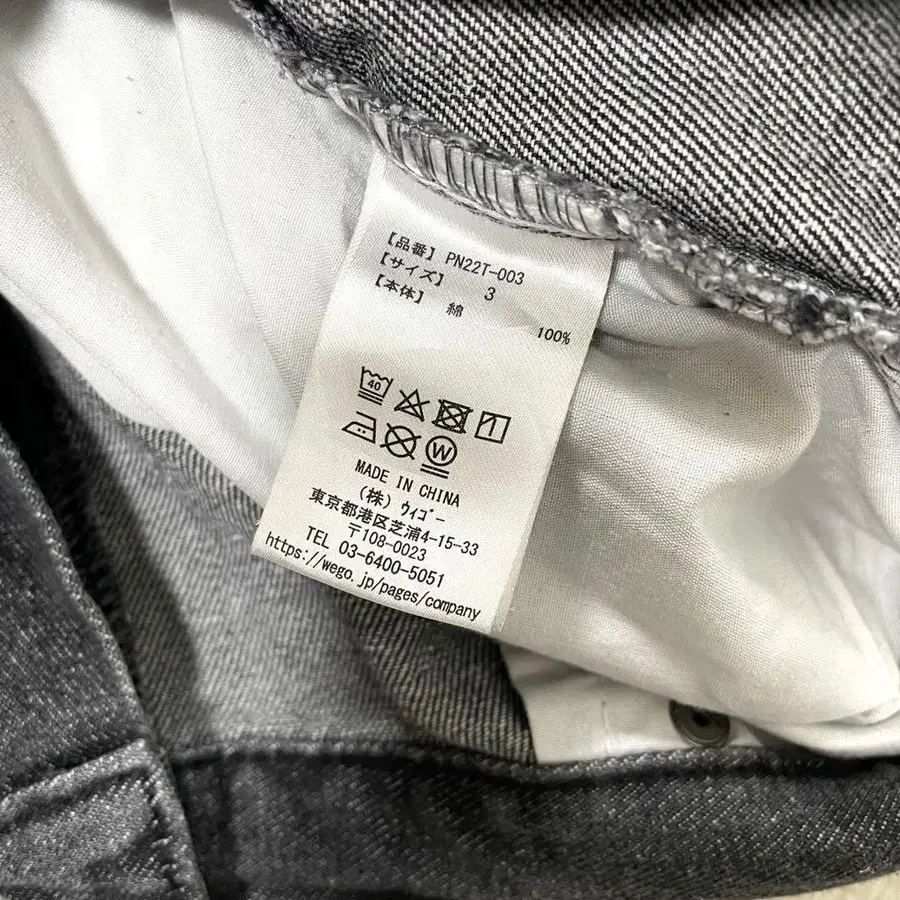 【品番】 PN22T-003
【サイズ】 3
【本体】 綿 100%
40
W
MADE IN CHINA
(株) ウィゴー
東京都港区芝浦4-15-33
〒108-0023
TEL 03-6400-5051
https://wego.jp/pages/company